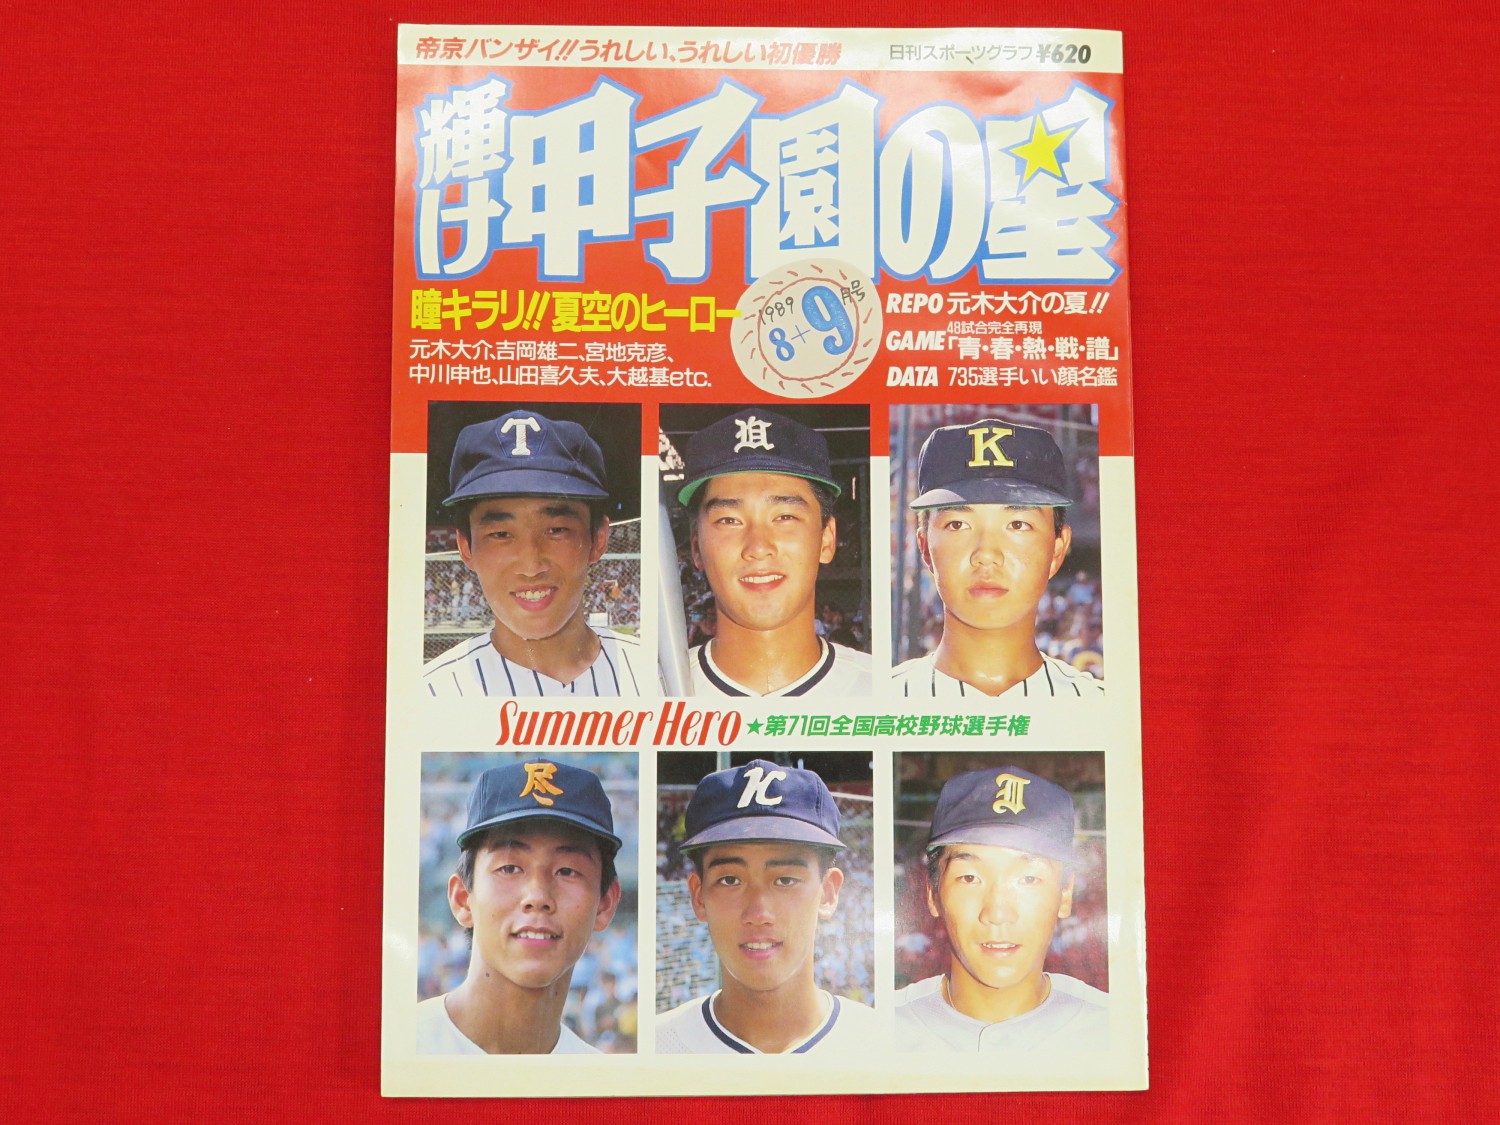 帝京バンザイ!!うれしい、うれしい初優勝
日刊スポーツグラフ ¥620
輝け甲子園の星
瞳キラリ!!夏空のヒーロー
元木大介、吉岡雄二、宮地克彦、
中川申也、山田喜久夫、大越基etc.
1989
8+9月号
REPO 元木大介の夏!!
48試合完全再現
GAME「青・春・熱・戦・譜」
DATA 735選手いい顔名鑑
T
K
Summer Hero ★第71回全国高校野球選手権
K